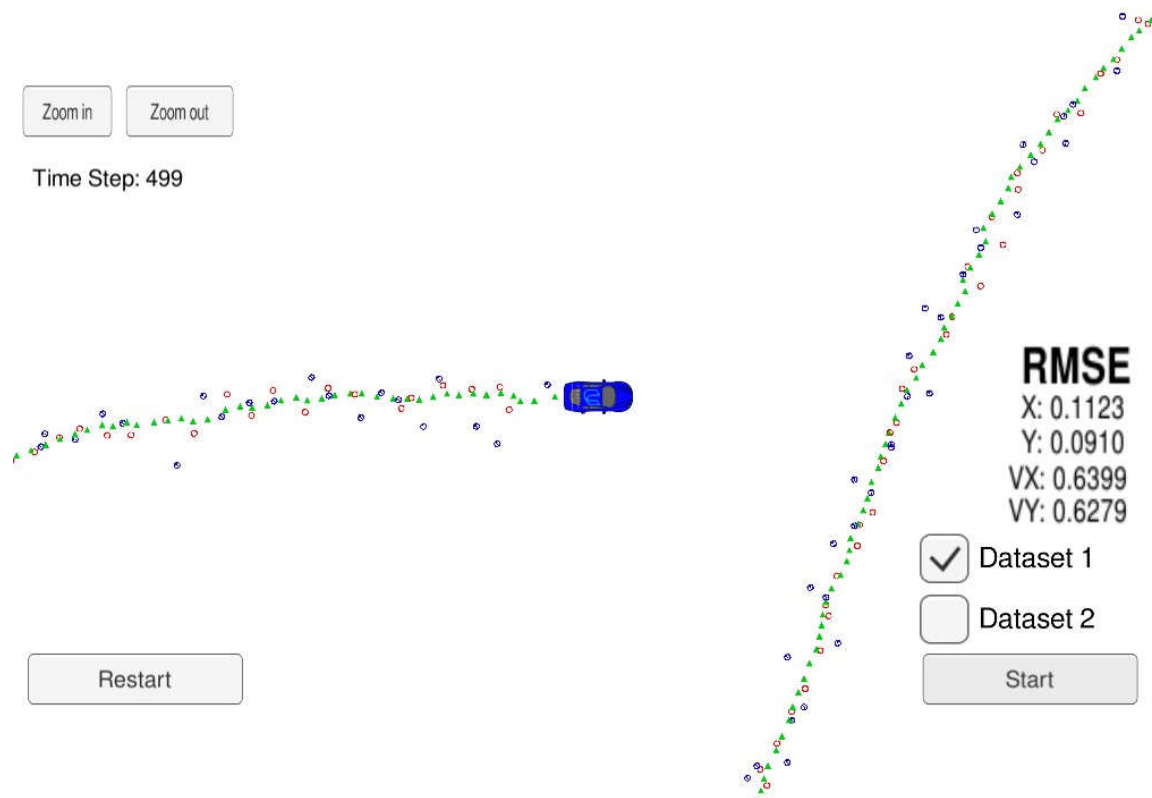 Zoom in
Zoom out
Time Step: 499
RMSE
X: 0.1123
Y: 0.0910
VX: 0.6399
VY: 0.6279
Dataset 1
Dataset 2
Restart
Start